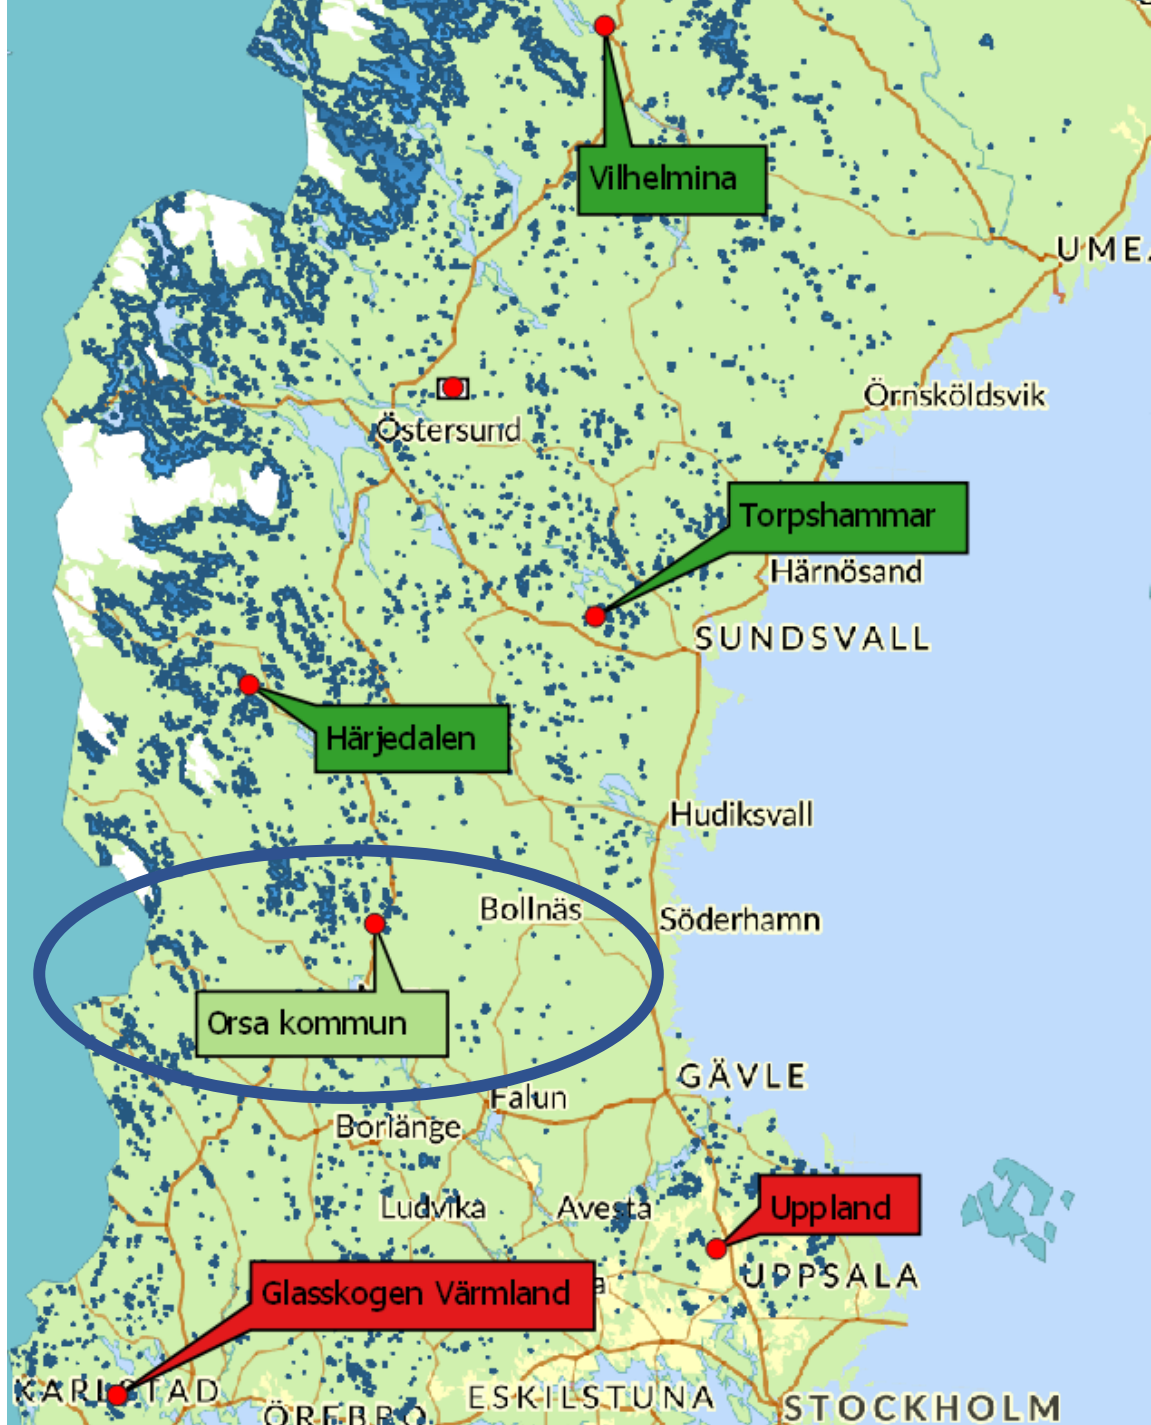 Vilhelmina
UME
Örnsköldsvik
Östersund
Torpshammar
Härnösand
SUNDSVALL
Härjedalen
Hudiksvall
Bollnäs
Söderhamn
Orsa kommun
GÄVLE
Falun
Borlänge
Ludvika
Avesta
Uppland
UPPSALA
Glasskogen Värmland
a
KARLSTAD
ESKILSTUNA
STOCKHOLM
ÖREBRO